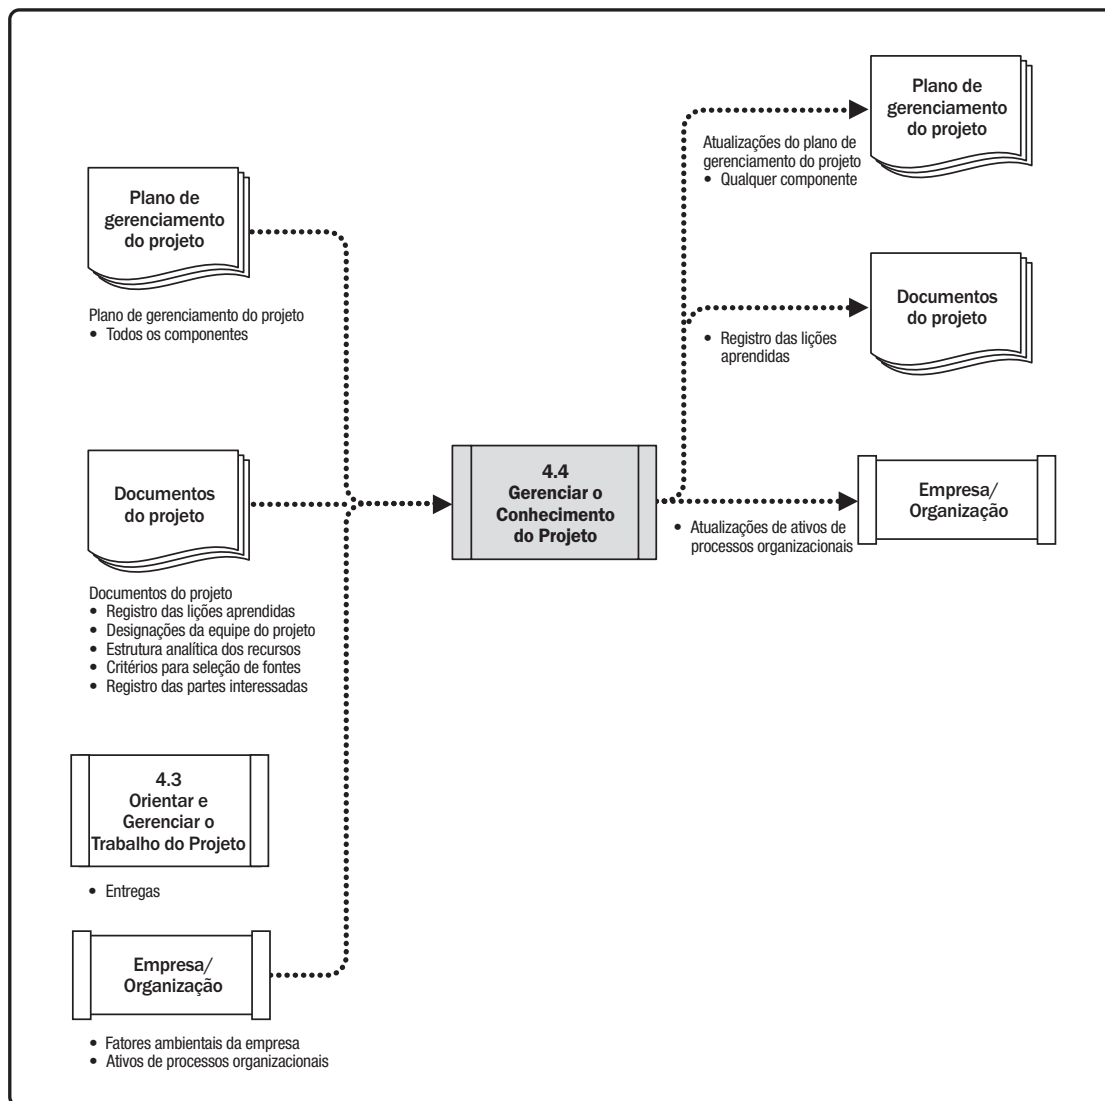 Plano de
gerenciamento
do projeto
Plano de gerenciamento do projeto
• Todos os componentes
Documentos
do projeto
Documentos do projeto
• Registro das lições aprendidas
• Designações da equipe do projeto
• Estrutura analítica dos recursos
• Critérios para seleção de fontes
• Registro das partes interessadas
4.3
Orientar e
Gerenciar o
Trabalho do Projeto
• Entregas
Empresa/
Organização
• Fatores ambientais da empresa
• Ativos de processos organizacionais
4.4
Gerenciar o
Conhecimento
do Projeto
Atualizações do plano de
gerenciamento do projeto
• Qualquer componente
Plano de
gerenciamento
do projeto
• Registro das lições
aprendidas
Documentos
do projeto
• Atualizações de ativos de
processos organizacionais
Empresa/
Organização